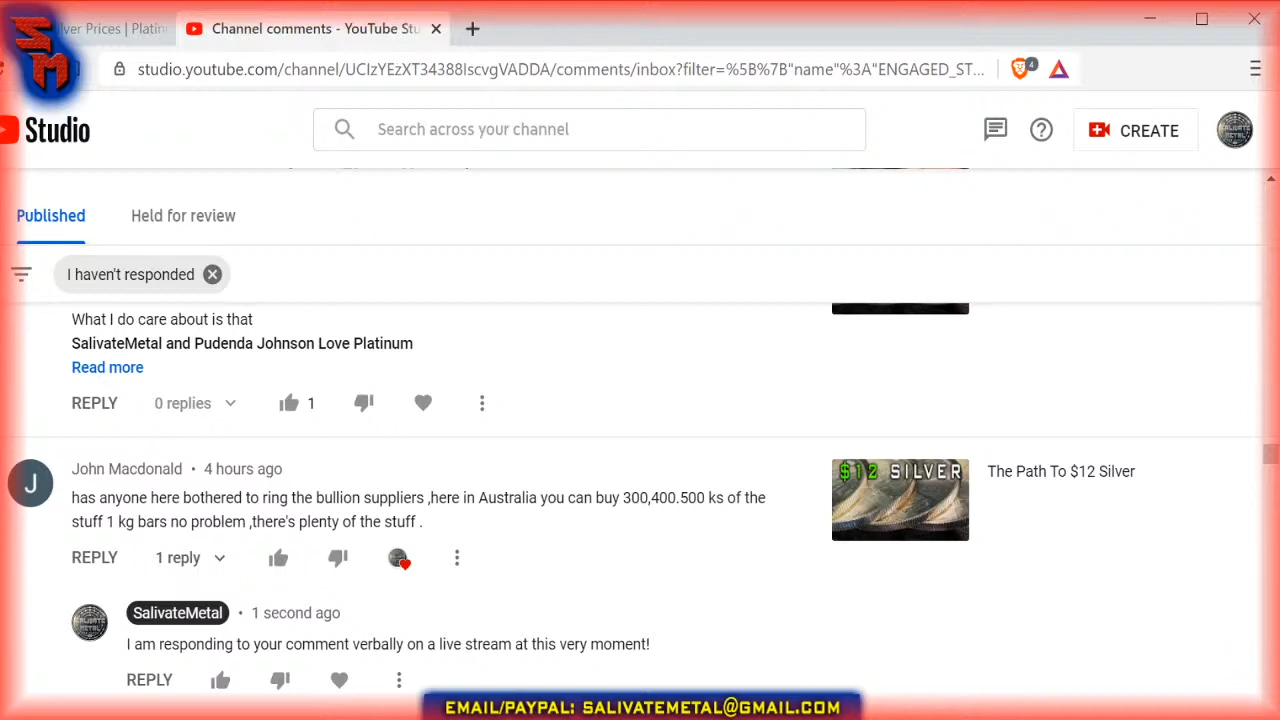 SM
lver Prices | Platin
Channel comments - YouTube Stu
studio.youtube.com/channel/UCIzYEzXT34388IscvgVADDA/comments/inbox?filter=%5B%7B"name"%3A"ENGAGED_ST...
4
Studio
Search across your channel
CREATE
Published
Held for review
I haven't responded
What I do care about is that
SalivateMetal and Pudenda Johnson Love Platinum
Read more
REPLY 0 replies 1
J
John Macdonald • 4 hours ago
has anyone here bothered to ring the bullion suppliers ,here in Australia you can buy 300,400.500 ks of the
stuff 1 kg bars no problem ,there's plenty of the stuff .
$12 SILVER
The Path To $12 Silver
REPLY 1 reply
SalivateMetal • 1 second ago
I am responding to your comment verbally on a live stream at this very moment!
REPLY
EMAIL/PAYPAL: SALIVATEMETAL@GMAIL.COM